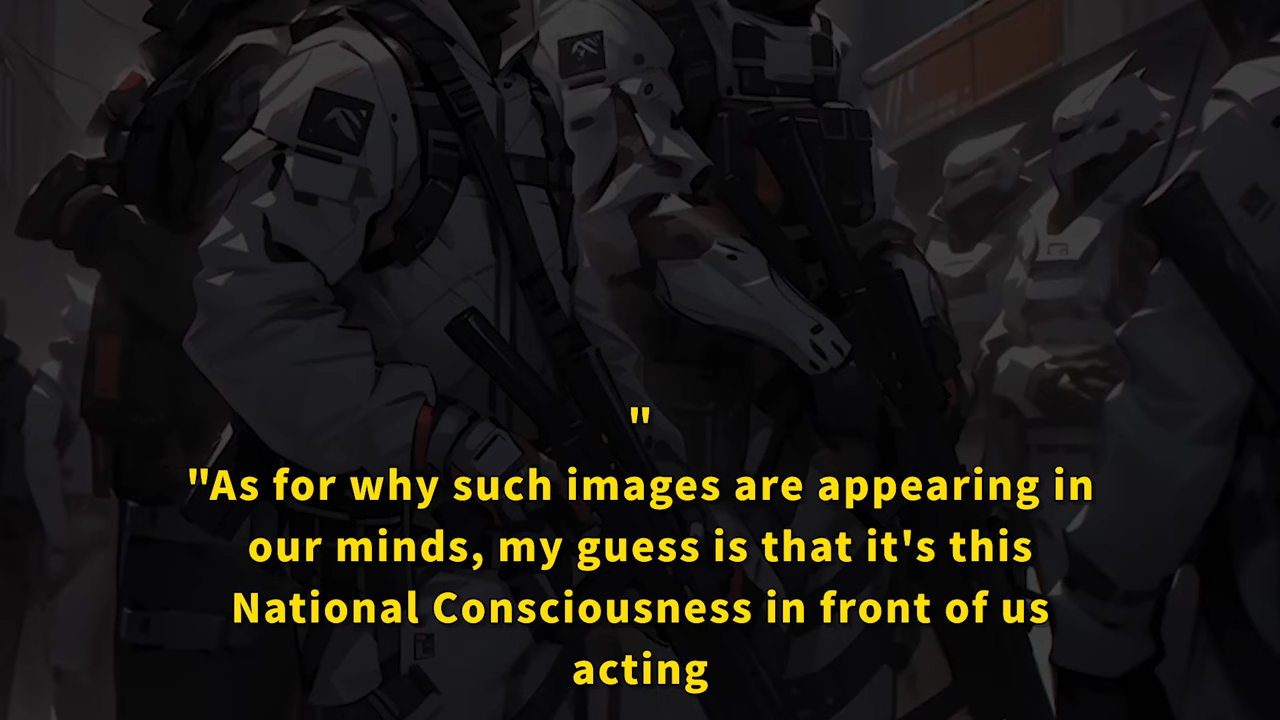 "
"As for why such images are appearing in
our minds, my guess is that it's this
National Consciousness in front of us
acting